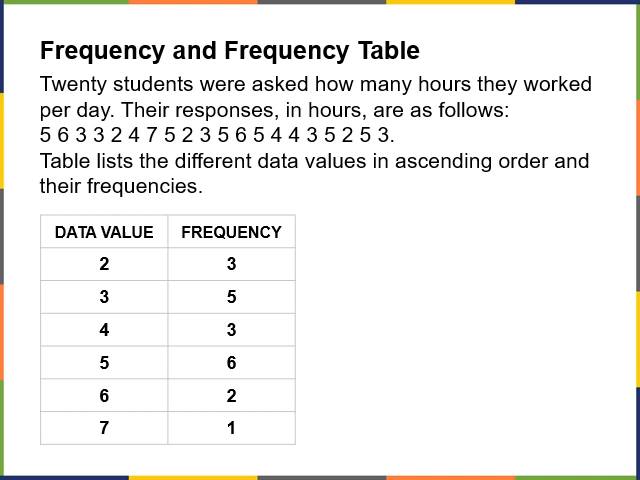 Frequency and Frequency Table
Twenty students were asked how many hours they worked
per day. Their responses, in hours, are as follows:
5 6 3 3 2 4 7 5 2 3 5 6 5 4 4 3 5 2 5 3.
Table lists the different data values in ascending order and
their frequencies.
DATA VALUE FREQUENCY
2 3
3 5
4 3
5 6
6 2
7 1